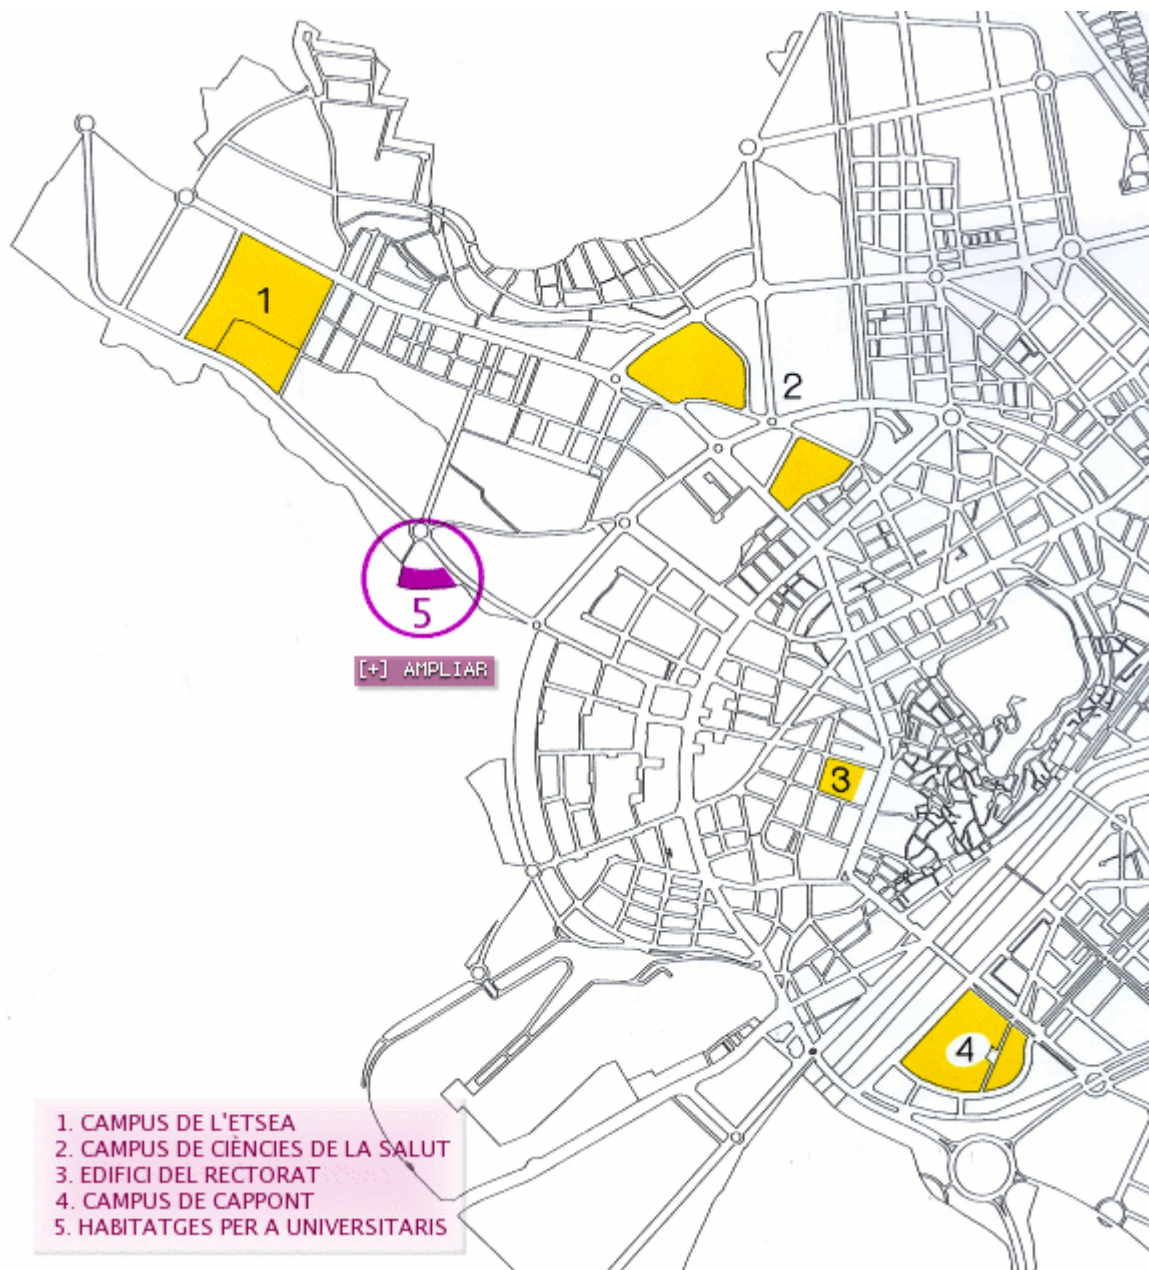 1
2
5
[+] AMPLIAR
3
4
1. CAMPUS DE L'ETSEA
2. CAMPUS DE CIÈNCIES DE LA SALUT
3. EDIFICI DEL RECTORAT
4. CAMPUS DE CAPPONT
5. HABITATGES PER A UNIVERSITARIS